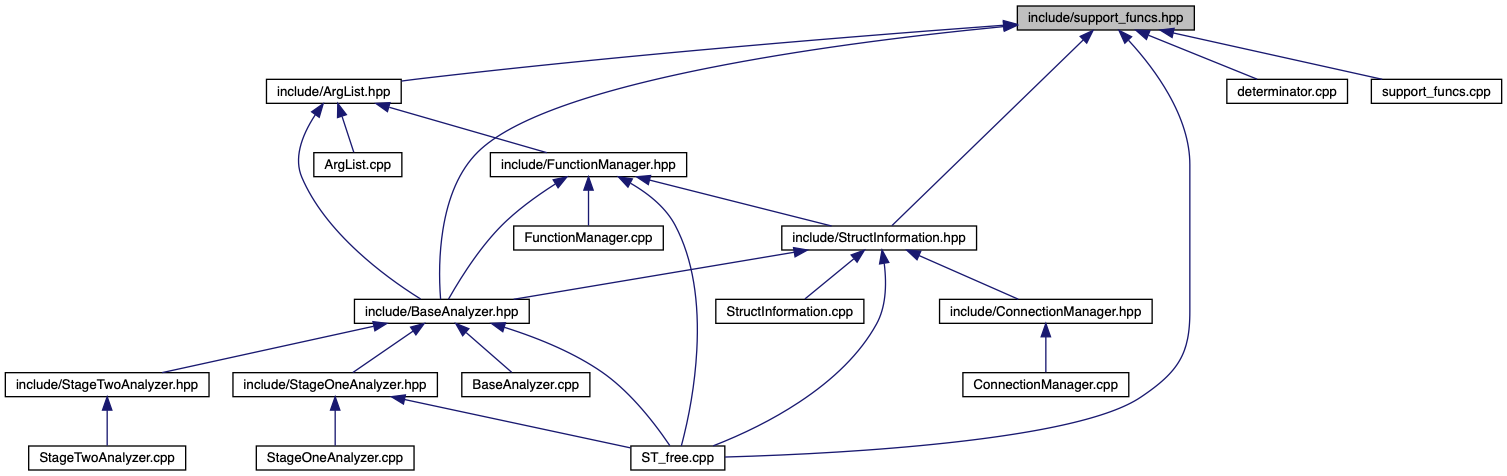 include/support_funcs.hpp
include/ArgList.hpp
determinator.cpp
support_funcs.cpp
ArgList.cpp
include/FunctionManager.hpp
FunctionManager.cpp
include/StructInformation.hpp
include/BaseAnalyzer.hpp
StructInformation.cpp
include/ConnectionManager.hpp
include/StageTwoAnalyzer.hpp
include/StageOneAnalyzer.hpp
BaseAnalyzer.cpp
ConnectionManager.cpp
StageTwoAnalyzer.cpp
StageOneAnalyzer.cpp
ST_free.cpp